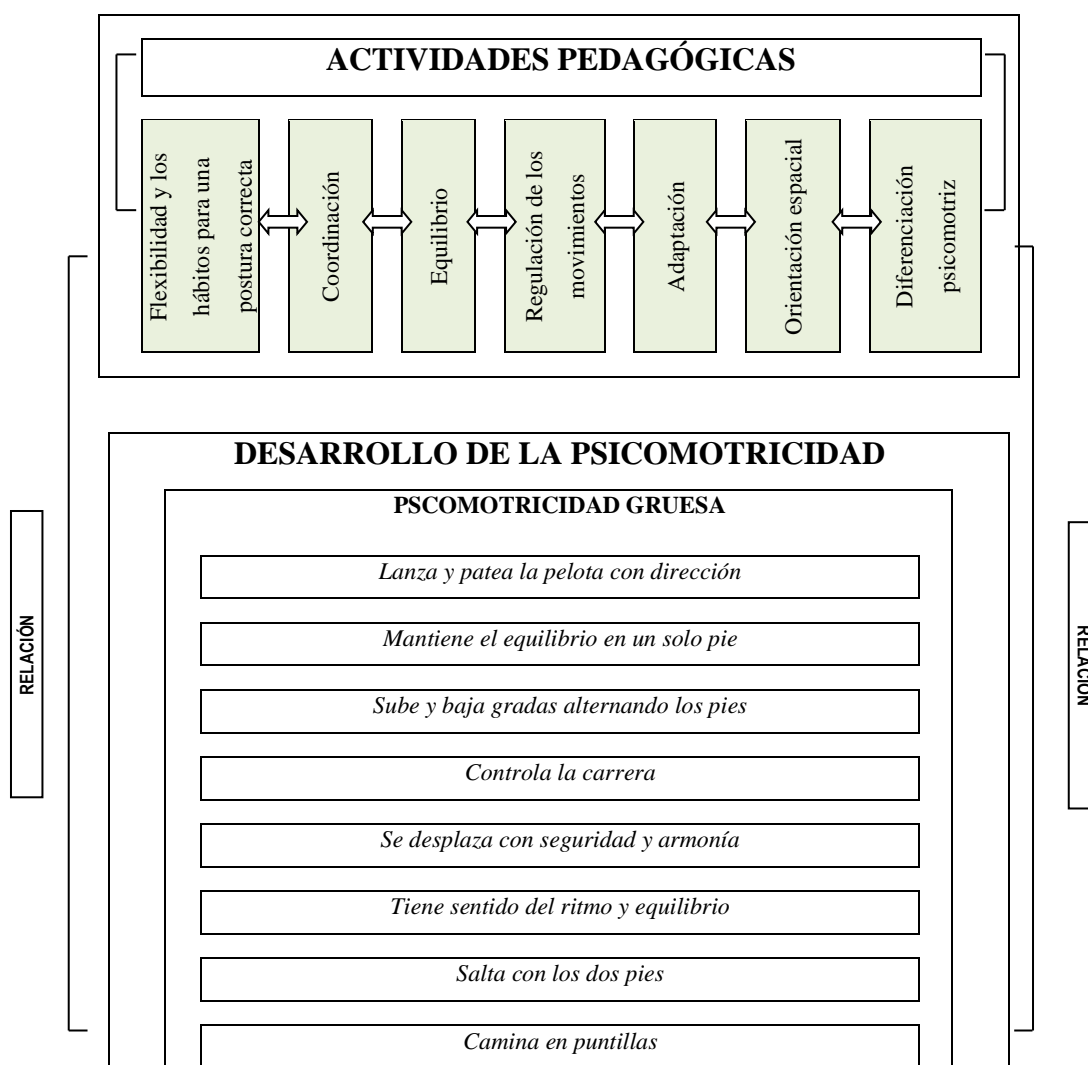 ACTIVIDADES PEDAGÓGICAS
Flexibilidad y los
hábitos para una
postura correcta
Coordinación
Equilibrio
Regulación de los
movimientos
Adaptación
Orientación espacial
Diferenciación
psicomotriz
DESARROLLO DE LA PSICOMOTRICIDAD
PSCOMOTRICIDAD GRUESA
Lanza y patea la pelota con dirección
Mantiene el equilibrio en un solo pie
Sube y baja gradas alternando los pies
Controla la carrera
Se desplaza con seguridad y armonía
Tiene sentido del ritmo y equilibrio
Salta con los dos pies
Camina en puntillas
RELACIÓN
RELACIÓN